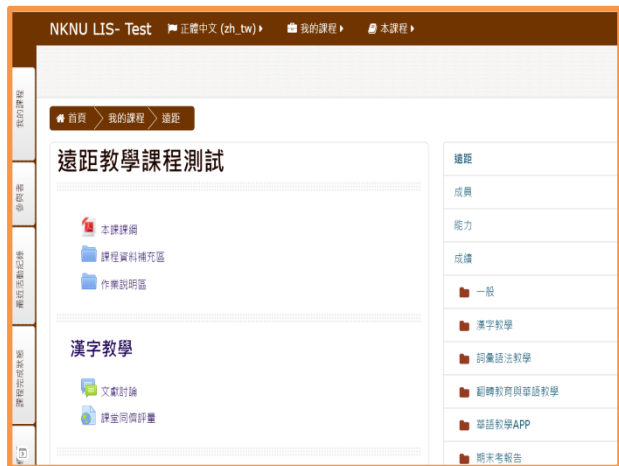 NKNU LIS- Test 正體中文 (zh_tw) 我的課程 本課程
首頁 我的課程 遠距
我的課程
參與者
最近活動記錄
課程完成狀態
遠距教學課程測試
本課課綱
課程資料補充區
作業說明區
漢字教學
文獻討論
課堂同儕評量
遠距
成員
能力
成績
一般
漢字教學
詞彙語法教學
翻轉教育與華語教學
華語教學APP
期末考報告